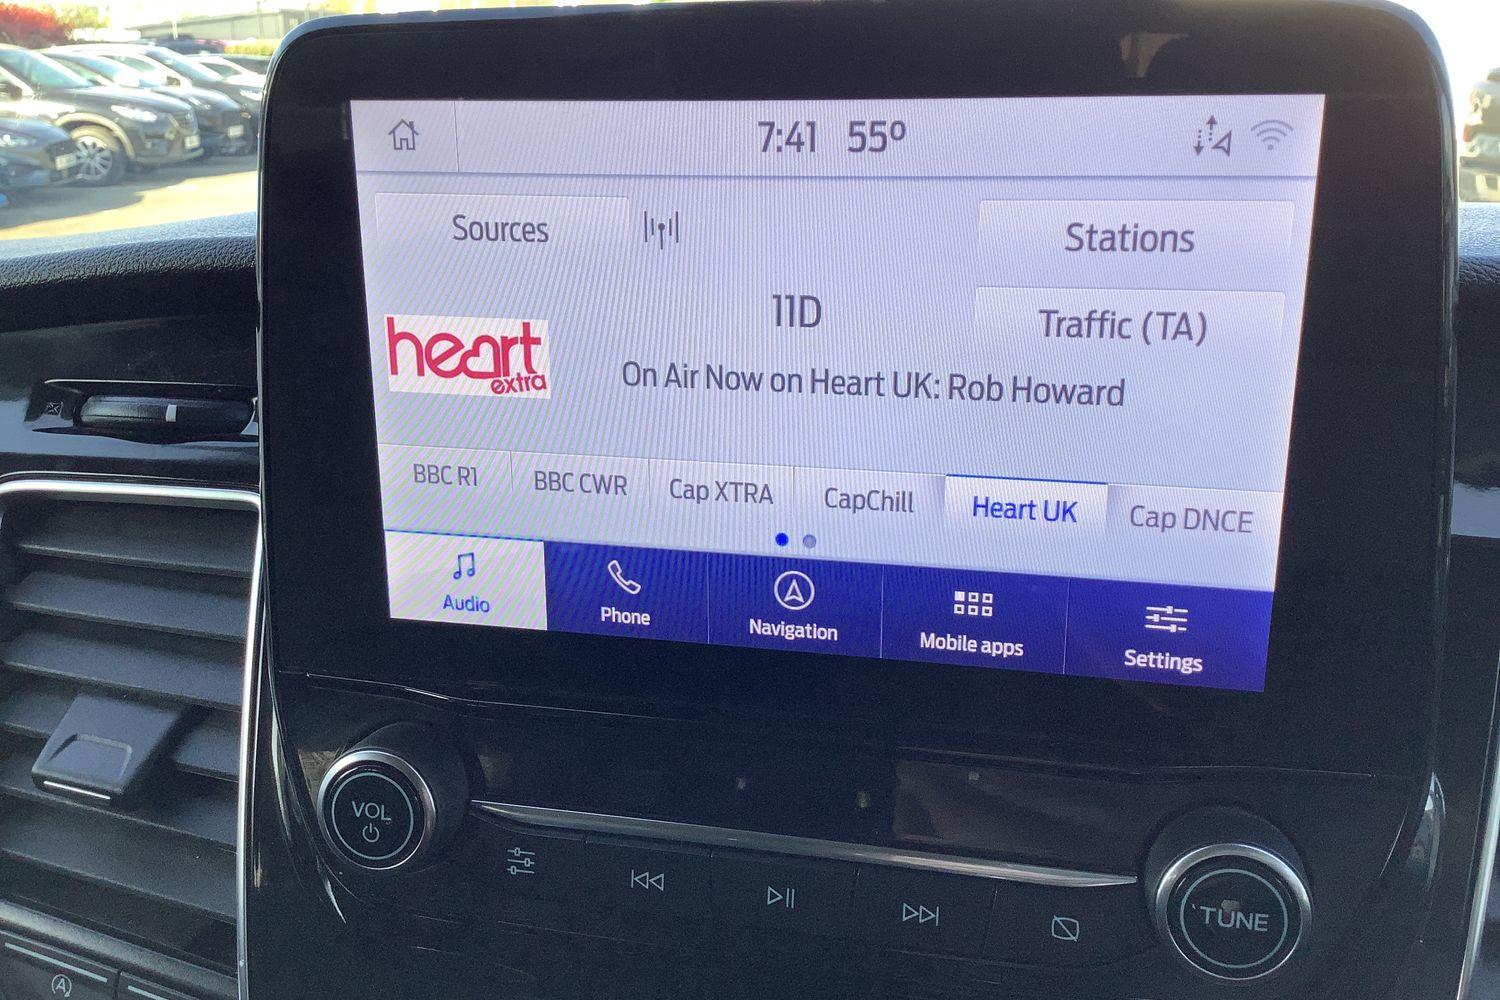 7:41 55º
Sources
Stations
11D
Traffic (TA)
heart
extra
On Air Now on Heart UK: Rob Howard
BBC R1 BBC CWR Cap XTRA CapChill Heart UK Cap DNCE
Audio Phone Navigation Mobile apps Settings
VOL
TUNE
A